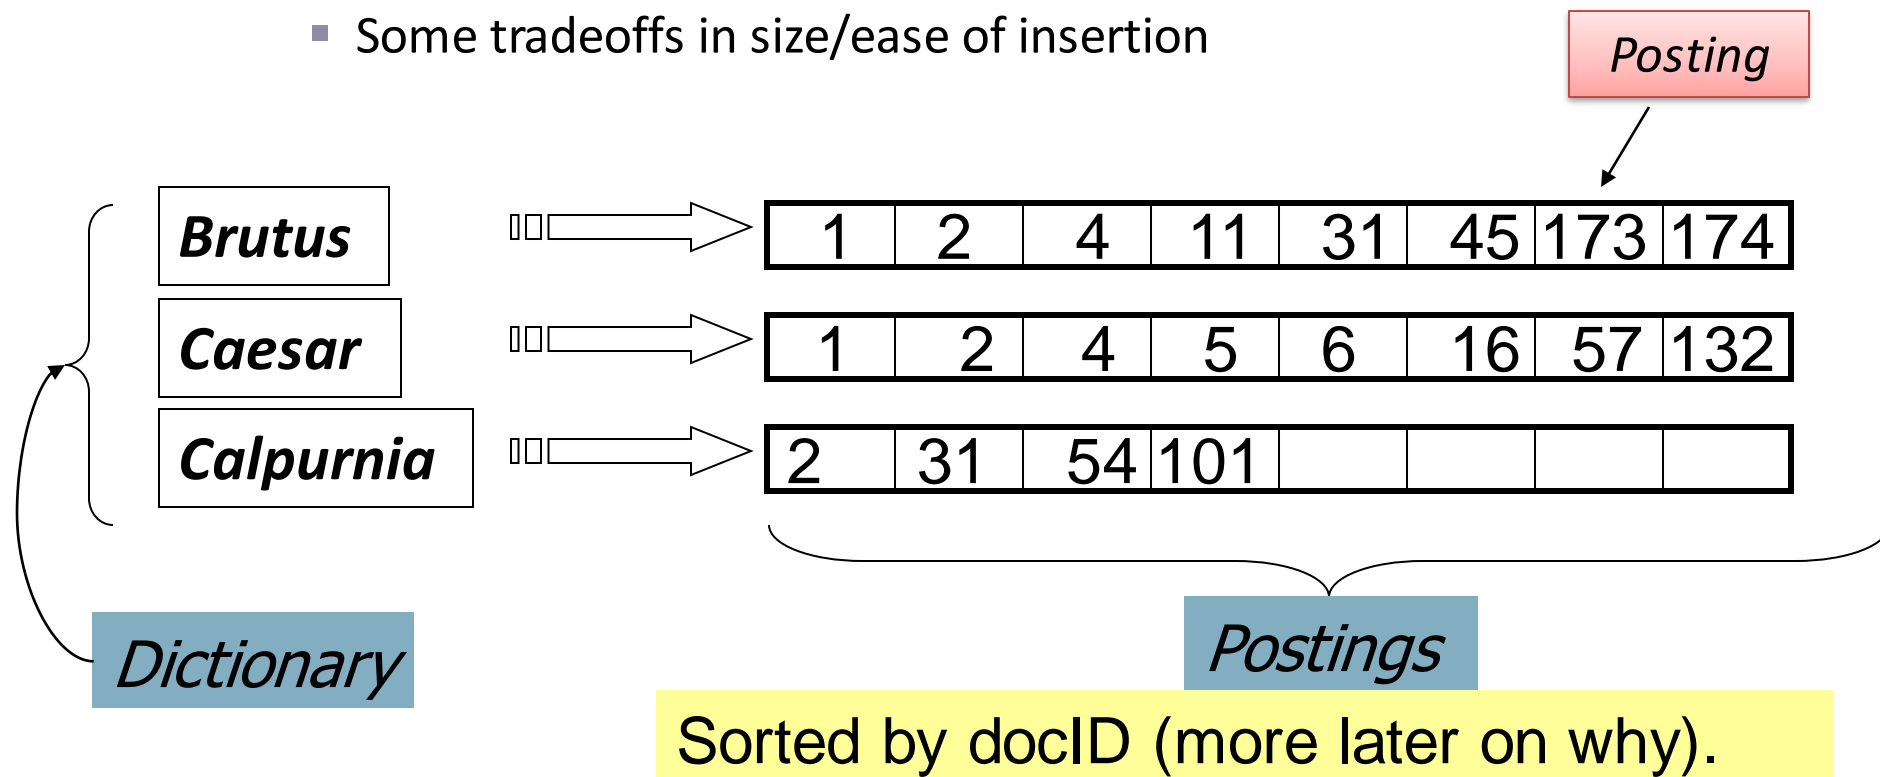 Some tradeoffs in size/ease of insertion
Posting
Brutus 1 2 4 11 31 45 173 174
Caesar 1 2 4 5 6 16 57 132
Calpurnia 2 31 54 101
Dictionary
Postings
Sorted by docID (more later on why).